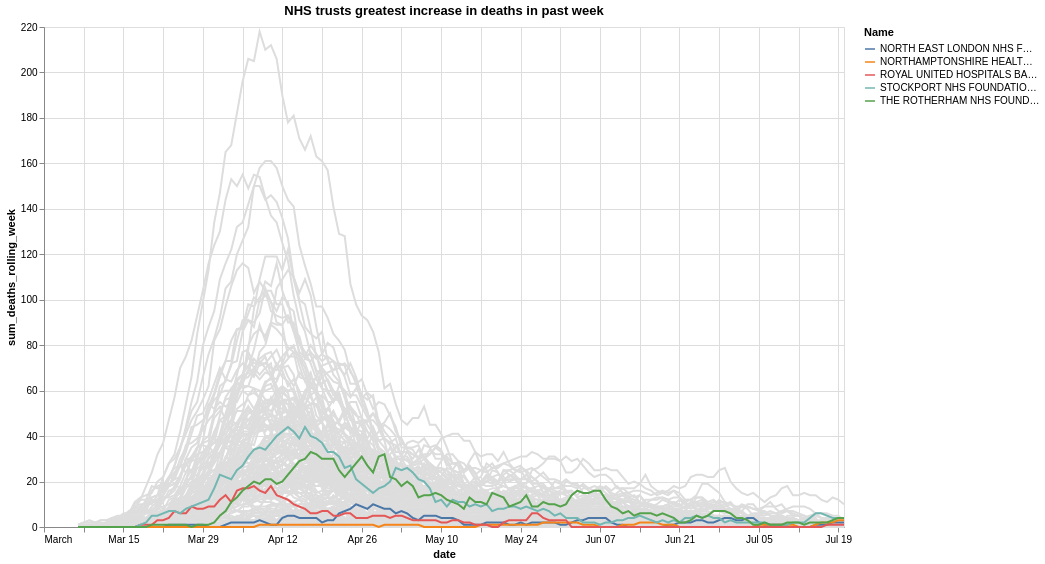 NHS trusts greatest increase in deaths in past week
Name
NORTH EAST LONDON NHS F…
NORTHAMPTONSHIRE HEALT…
ROYAL UNITED HOSPITALS BA…
STOCKPORT NHS FOUNDATIO…
THE ROTHERHAM NHS FOUND…
sum_deaths_rolling_week
220
200
180
160
140
120
100
80
60
40
20
0
March Mar 15 Mar 29 Apr 12 Apr 26 May 10 May 24 Jun 07 Jun 21 Jul 05 Jul 19
date